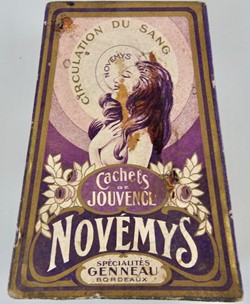 CIRCULATION DU SANG
NOVÉMYS
Cachets
DE
JOUVENCE
NOVÉMYS
SPÉCIALITÉS
GENNEAU
BORDEAUX